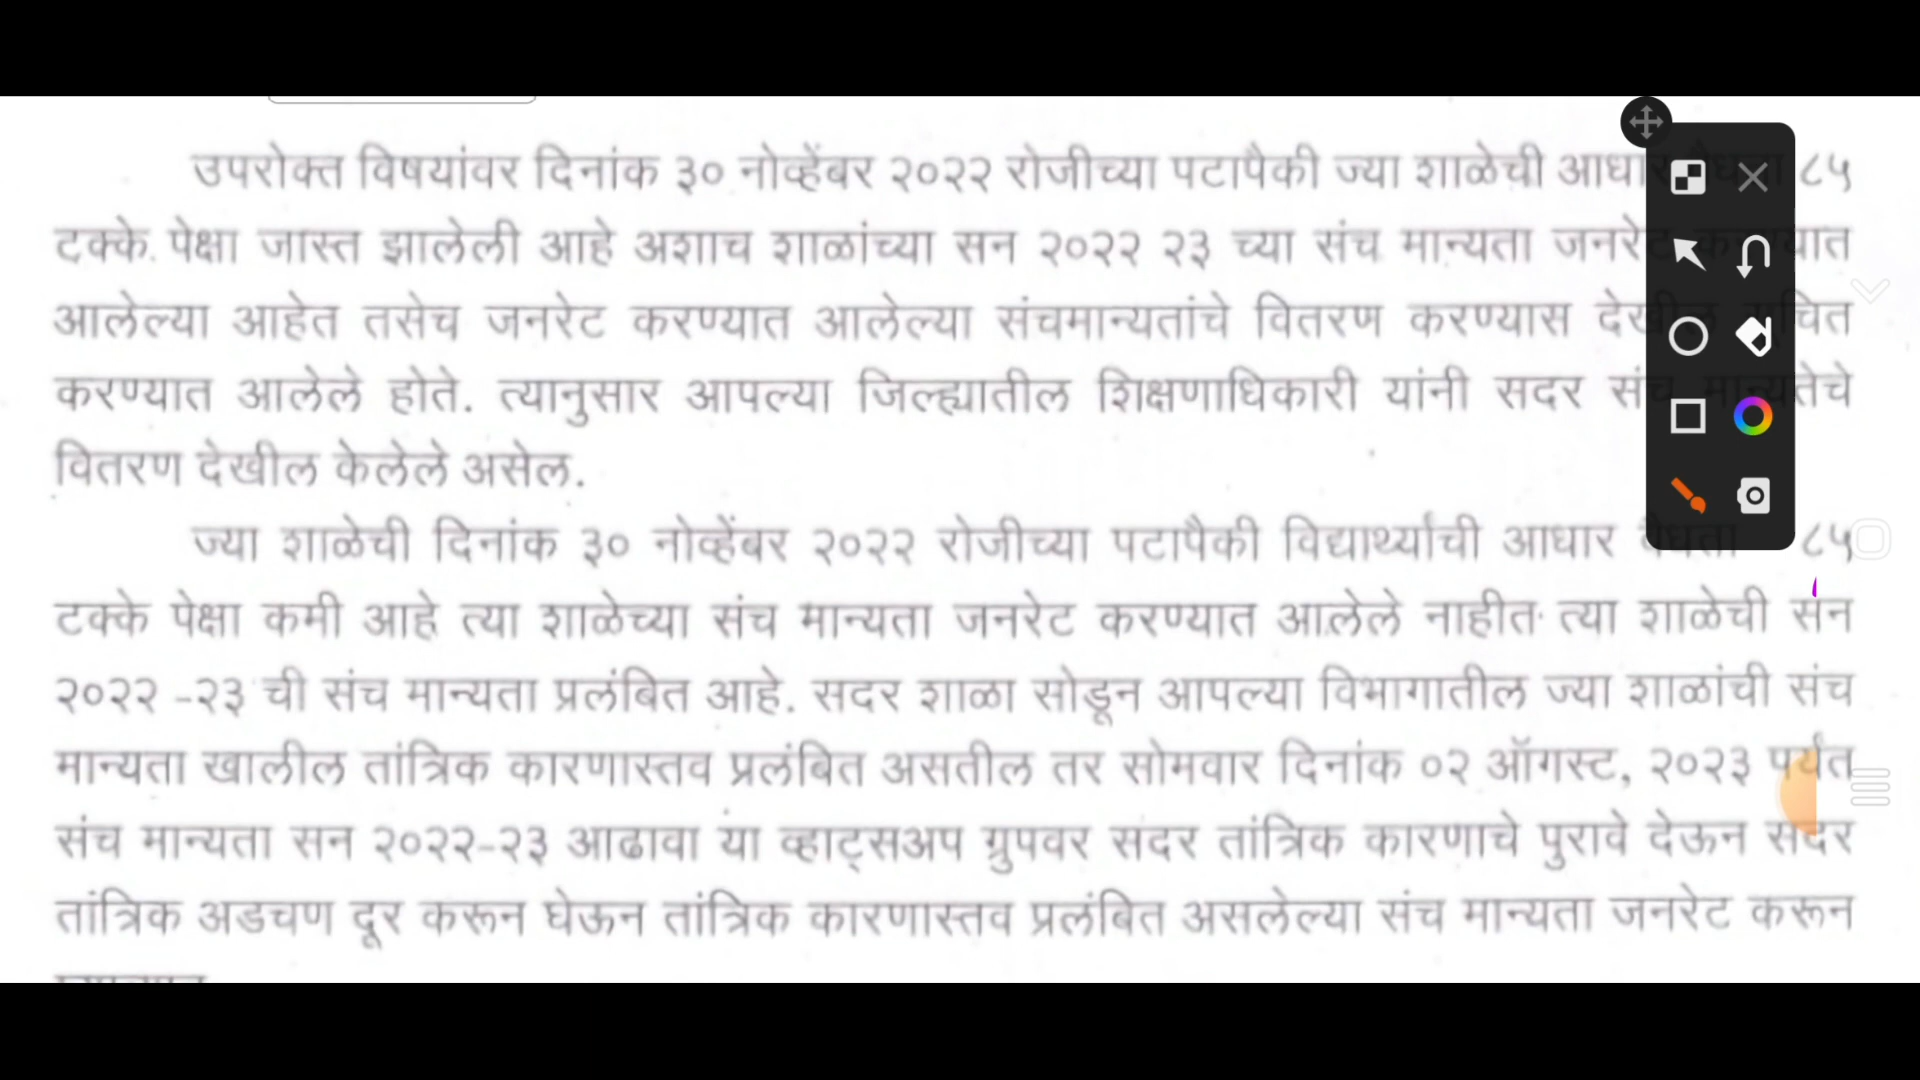 उपरोक्त विषयांवर दिनांक ३० नोव्हेंबर २०२२ रोजीच्या पटापैकी ज्या शाळेची आधार वैधता ८५
टक्के. पेक्षा जास्त झालेली आहे अशाच शाळांच्या सन २०२२ २३ च्या संच मान्यता जनरेट करण्यात
आलेल्या आहेत तसेच जनरेट करण्यात आलेल्या संचमान्यतांचे वितरण करण्यास देखील सुचित
करण्यात आलेले होते. त्यानुसार आपल्या जिल्ह्यातील शिक्षणाधिकारी यांनी सदर संच मान्यतेचे
वितरण देखील केलेले असेल.
ज्या शाळेची दिनांक ३० नोव्हेंबर २०२२ रोजीच्या पटापैकी विद्यार्थ्यांची आधार वैधता ८५
टक्के पेक्षा कमी आहे त्या शाळेच्या संच मान्यता जनरेट करण्यात आलेले नाहीत त्या शाळेची सन
२०२२ -२३ ची संच मान्यता प्रलंबित आहे. सदर शाळा सोडून आपल्या विभागातील ज्या शाळांची संच
मान्यता खालील तांत्रिक कारणास्तव प्रलंबित असतील तर सोमवार दिनांक ०२ ऑगस्ट, २०२३ पर्यंत
संच मान्यता सन २०२२-२३ आढावा या व्हाट्सअप ग्रुपवर सदर तांत्रिक कारणाचे पुरावे देऊन सदर
तांत्रिक अडचण दूर करून घेऊन तांत्रिक कारणास्तव प्रलंबित असलेल्या संच मान्यता जनरेट करून